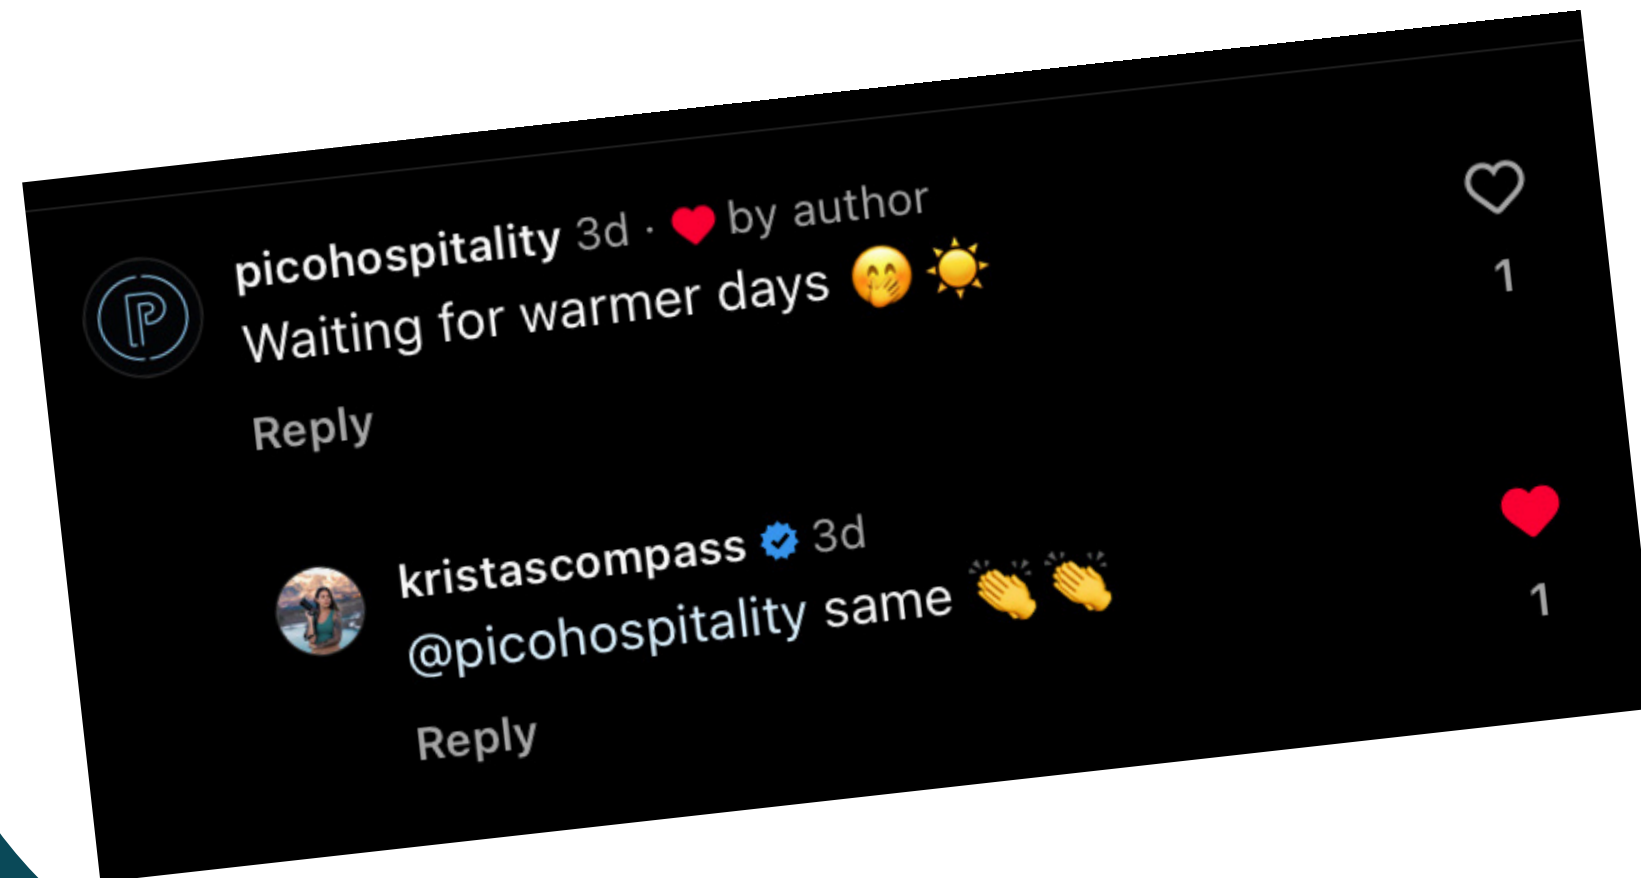 picohospitality 3d · ❤️ by author
Waiting for warmer days 🤭 ☀️
1
Reply
kristascompass 3d
@picohospitality same 👏 👏
1
Reply